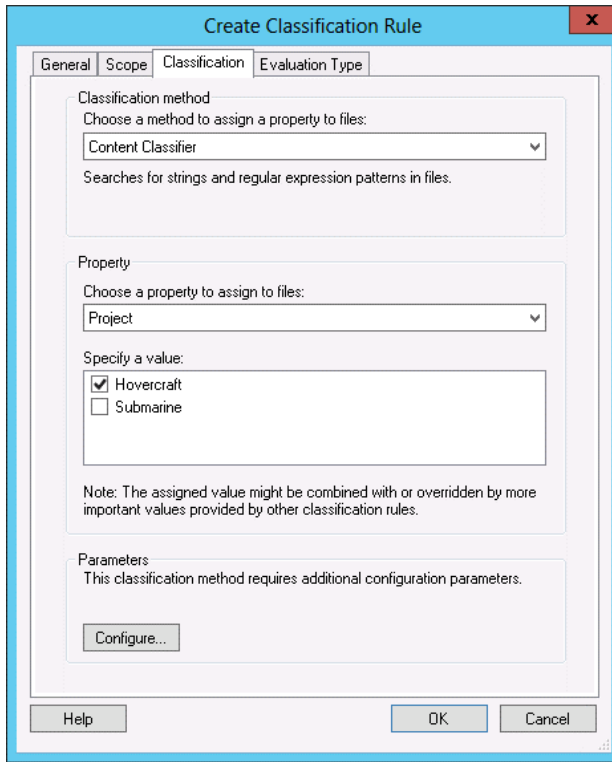 Create Classification Rule
x
General Scope Classification Evaluation Type
Classification method
Choose a method to assign a property to files:
Content Classifier
Searches for strings and regular expression patterns in files.
Property
Choose a property to assign to files:
Project
Specify a value:
Hovercraft
Submarine
Note: The assigned value might be combined with or overridden by more
important values provided by other classification rules.
Parameters
This classification method requires additional configuration parameters.
Configure...
Help OK Cancel